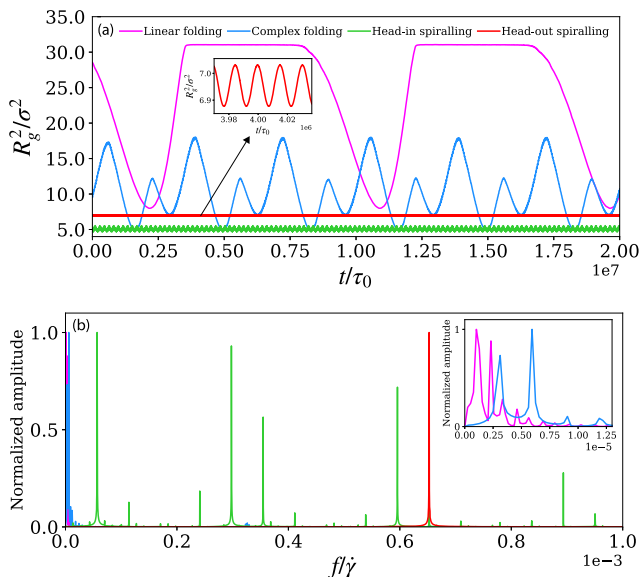 (a)
Linear folding Complex folding Head-in spiralling Head-out spiralling
35.0
30.0
25.0
20.0
15.0
10.0
5.0
R_g^2/σ^2
7.0
6.9
R_g^2/σ^2
3.98 4.00 4.02
t/τ_0
1e6
0.00 0.25 0.50 0.75 1.00 1.25 1.50 1.75 2.00
t/τ_0
1e7
(b)
1.0
0.5
0.0
Normalized amplitude
1
0
Normalized amplitude
0.00 0.25 0.50 0.75 1.00 1.25
1e−5
0.0 0.2 0.4 0.6 0.8 1.0
f/γ̇
1e−3